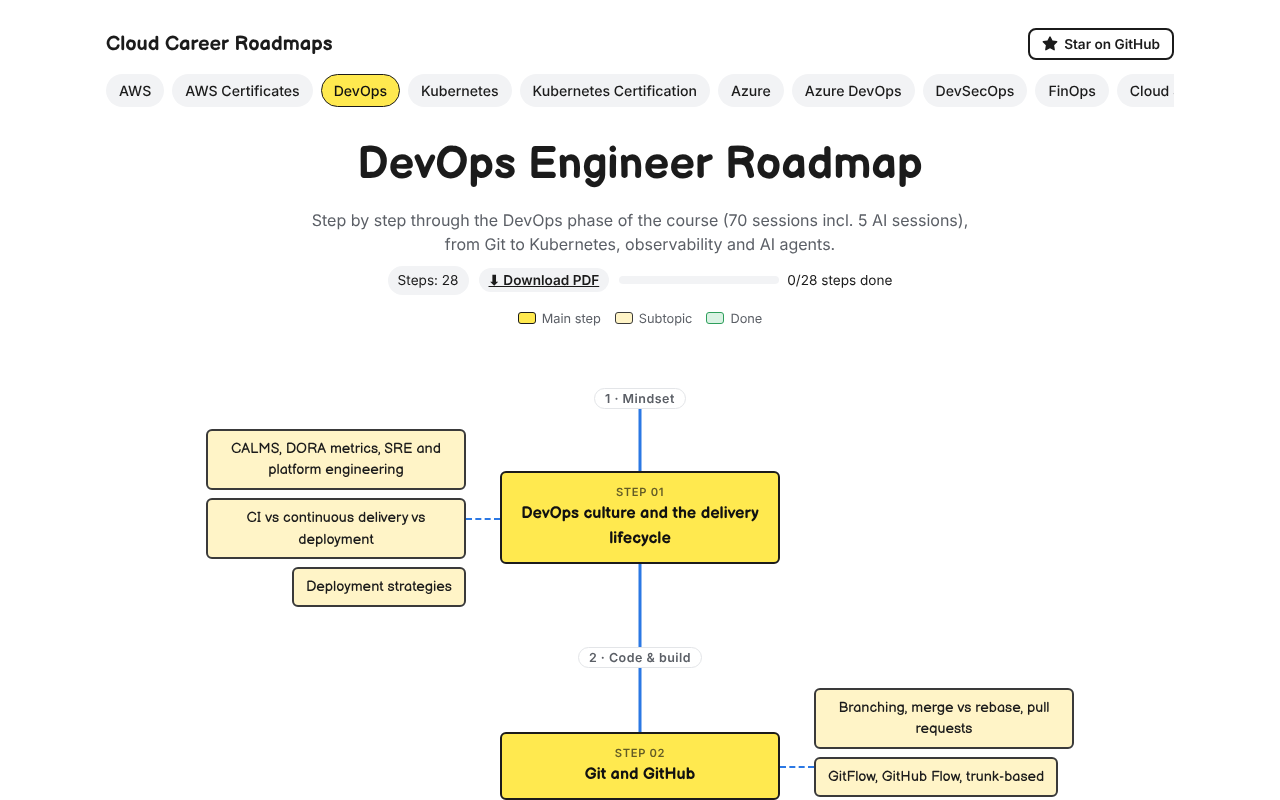 Cloud Career Roadmaps
Star on GitHub
AWS
AWS Certificates
DevOps
Kubernetes
Kubernetes Certification
Azure
Azure DevOps
DevSecOps
FinOps
Cloud
DevOps Engineer Roadmap
Step by step through the DevOps phase of the course (70 sessions incl. 5 AI sessions),
from Git to Kubernetes, observability and AI agents.
Steps: 28
⬇ Download PDF
0/28 steps done
Main step
Subtopic
Done
1 · Mindset
CALMS, DORA metrics, SRE and
platform engineering
CI vs continuous delivery vs
deployment
Deployment strategies
STEP 01
DevOps culture and the delivery
lifecycle
2 · Code & build
STEP 02
Git and GitHub
Branching, merge vs rebase, pull
requests
GitFlow, GitHub Flow, trunk-based